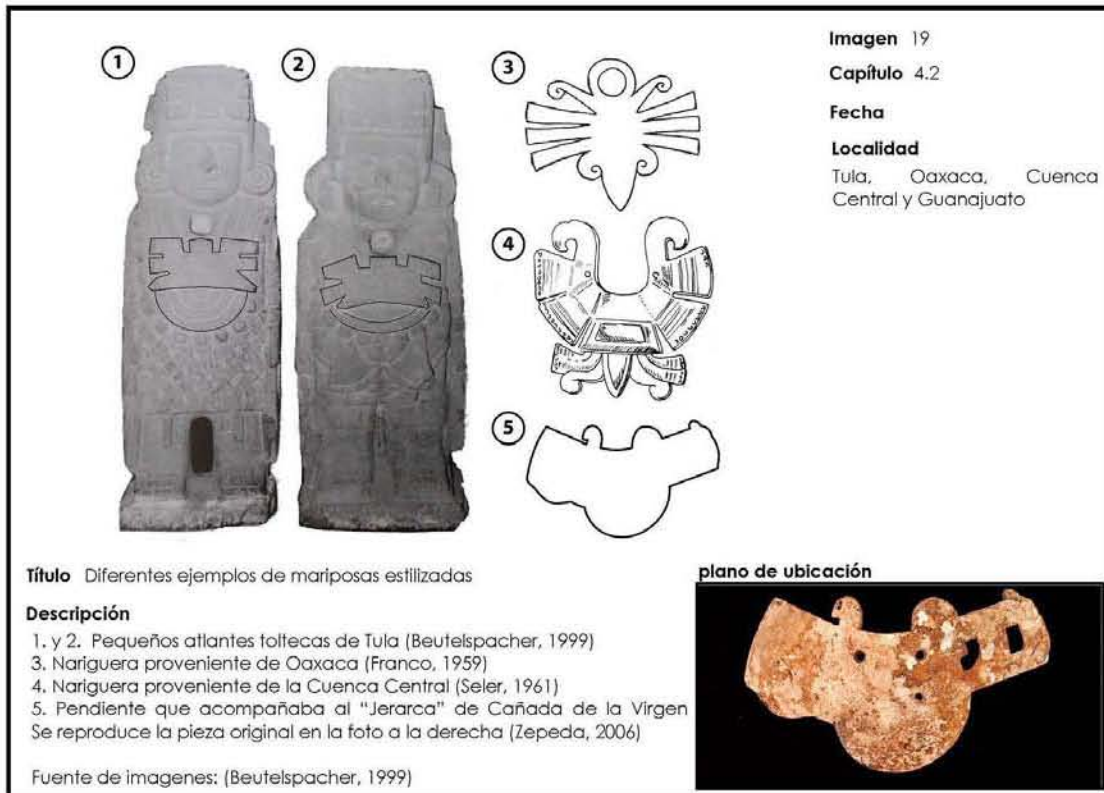 1
2
3
4
5
Imagen 19
Capítulo 4.2
Fecha
Localidad
Tula, Oaxaca, Cuenca
Central y Guanajuato
Título Diferentes ejemplos de mariposas estilizadas
Descripción
1. y 2. Pequeños atlantes toltecas de Tula (Beutelspacher, 1999)
3. Nariguera proveniente de Oaxaca (Franco, 1959)
4. Nariguera proveniente de la Cuenca Central (Seler, 1961)
5. Pendiente que acompañaba al “Jerarca” de Cañada de la Virgen
Se reproduce la pieza original en la foto a la derecha (Zepeda, 2006)
Fuente de imagenes: (Beutelspacher, 1999)
plano de ubicación